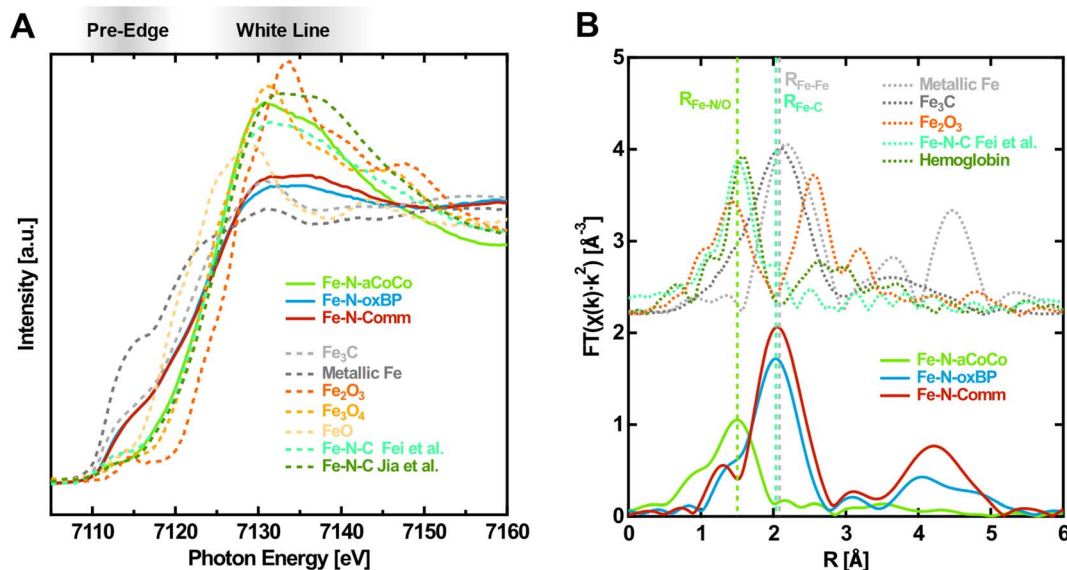 A
Pre-Edge
White Line
Intensity [a.u.]
Fe-N-aCoCo
Fe-N-oxBP
Fe-N-Comm
Fe₃C
Metallic Fe
Fe₂O₃
Fe₃O₄
FeO
Fe-N-C Fei et al.
Fe-N-C Jia et al.
7110 7120 7130 7140 7150 7160
Photon Energy [eV]
B
5
4
3
2
1
0
FT(χ(k)·k²) [Å⁻³]
R_Fe-N/O
R_Fe-Fe
R_Fe-C
Metallic Fe
Fe₃C
Fe₂O₃
Fe-N-C Fei et al.
Hemoglobin
Fe-N-aCoCo
Fe-N-oxBP
Fe-N-Comm
0 1 2 3 4 5 6
R [Å]